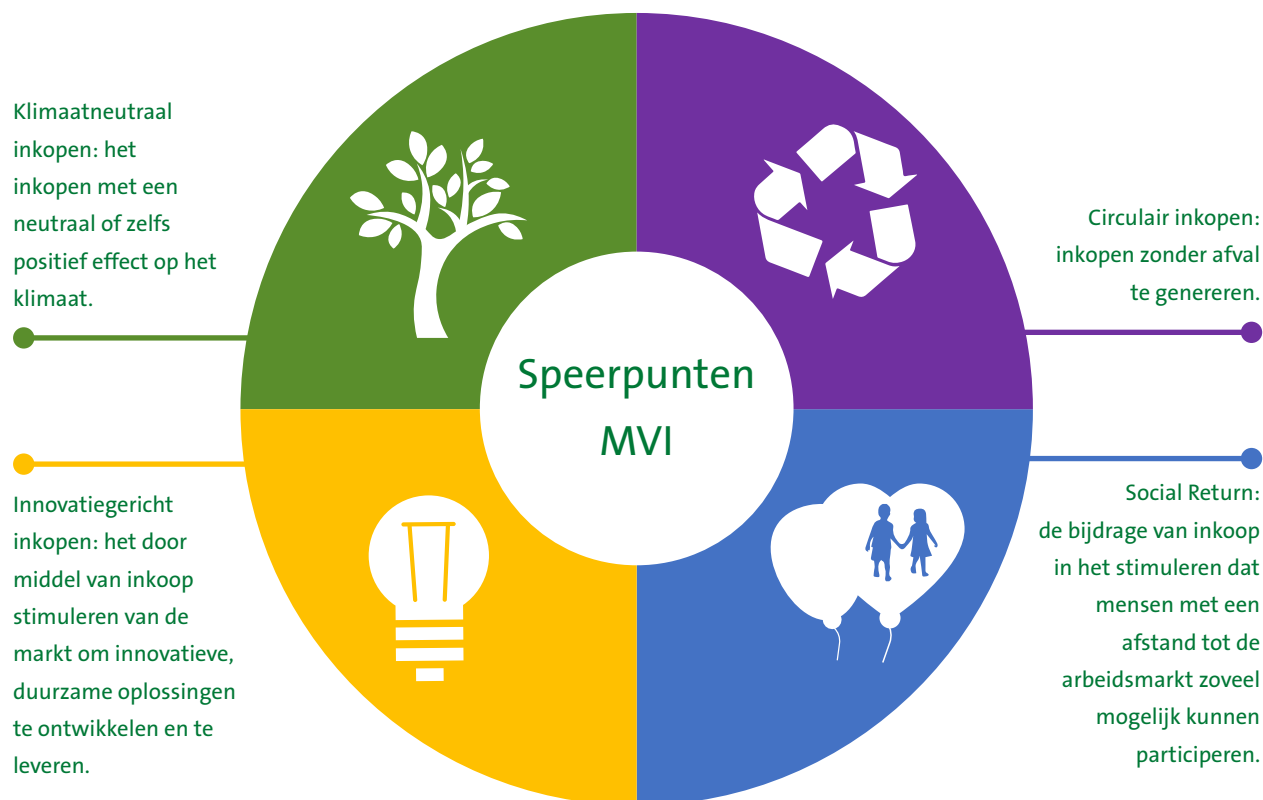 Klimaatneutraal
inkopen: het
inkopen met een
neutraal of zelfs
positief effect op het
klimaat.
Circulair inkopen:
inkopen zonder afval
te genereren.
Speerpunten
MVI
Innovatiegericht
inkopen: het door
middel van inkoop
stimuleren van de
markt om innovatieve,
duurzame oplossingen
te ontwikkelen en te
leveren.
Social Return:
de bijdrage van inkoop
in het stimuleren dat
mensen met een
afstand tot de
arbeidsmarkt zoveel
mogelijk kunnen
participeren.